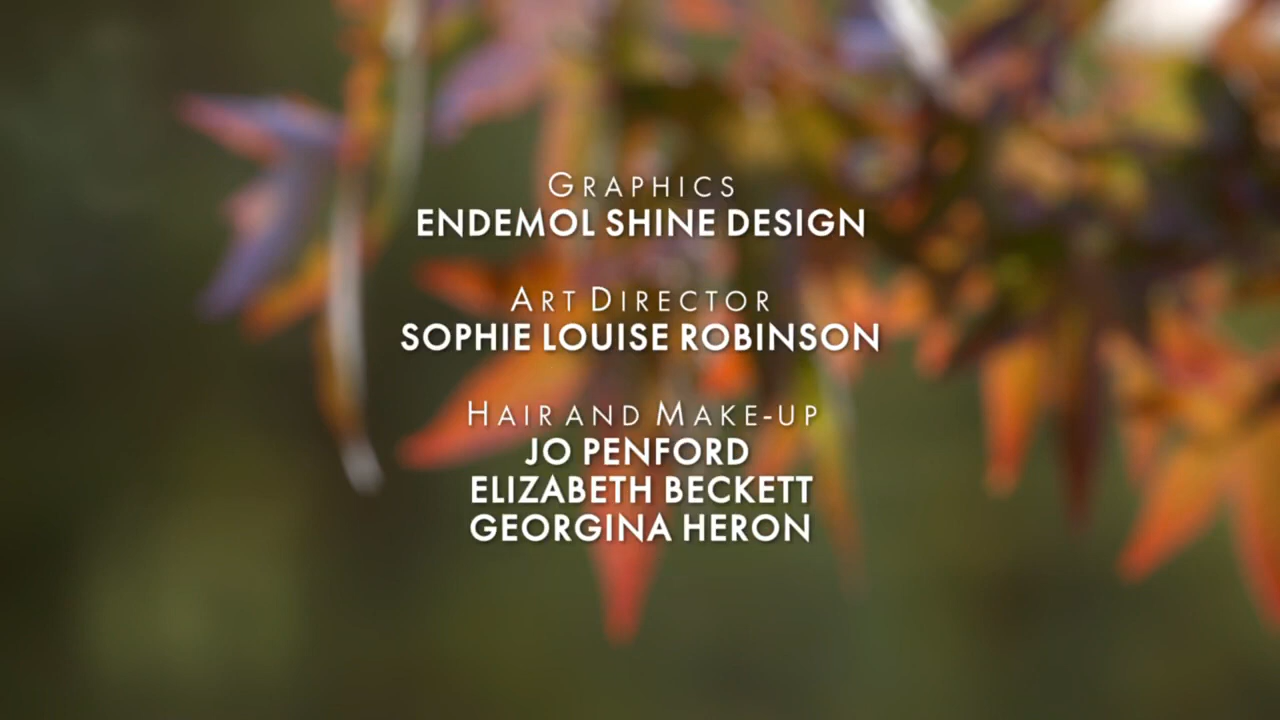 GRAPHICS
ENDEMOL SHINE DESIGN
ART DIRECTOR
SOPHIE LOUISE ROBINSON
HAIR AND MAKE-UP
JO PENFORD
ELIZABETH BECKETT
GEORGINA HERON